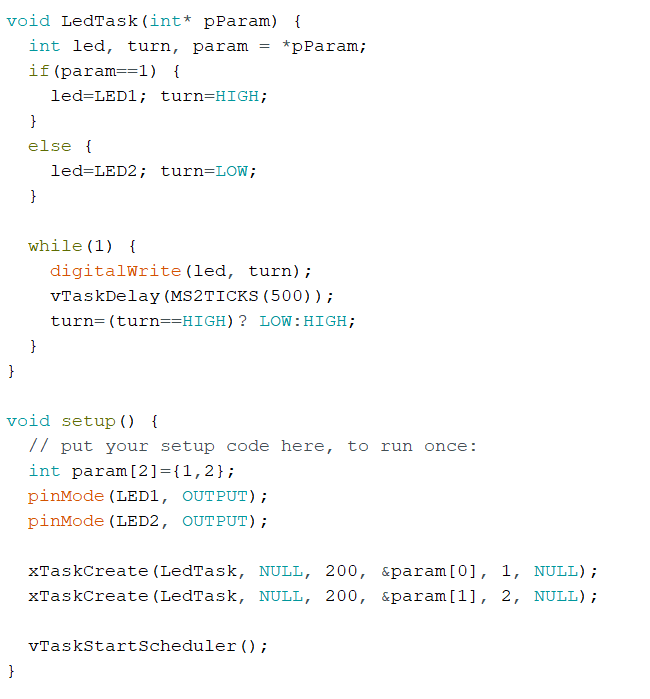 void LedTask(int* pParam) {
  int led, turn, param = *pParam;
  if(param==1) {
    led=LED1; turn=HIGH;
  }
  else {
    led=LED2; turn=LOW;
  }

  while(1) {
    digitalWrite(led, turn);
    vTaskDelay(MS2TICKS(500));
    turn=(turn==HIGH)? LOW:HIGH;
  }
}

void setup() {
  // put your setup code here, to run once:
  int param[2]={1,2};
  pinMode(LED1, OUTPUT);
  pinMode(LED2, OUTPUT);

  xTaskCreate(LedTask, NULL, 200, &param[0], 1, NULL);
  xTaskCreate(LedTask, NULL, 200, &param[1], 2, NULL);

  vTaskStartScheduler();
}